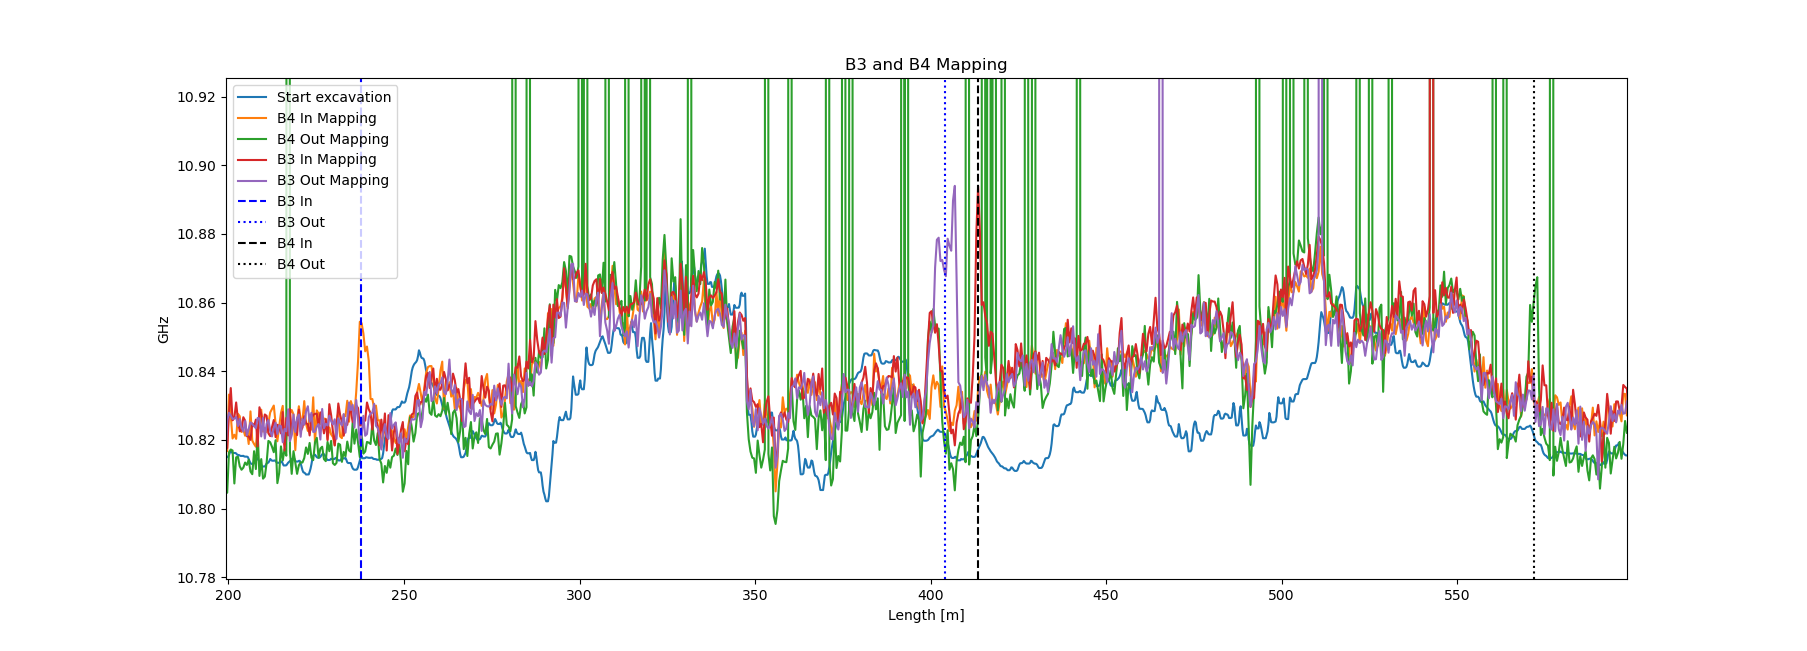 B3 and B4 Mapping
10.92
10.90
10.88
10.86
10.84
10.82
10.80
10.78
GHz
Start excavation
B4 In Mapping
B4 Out Mapping
B3 In Mapping
B3 Out Mapping
B3 In
B3 Out
B4 In
B4 Out
200 250 300 350 400 450 500 550
Length [m]